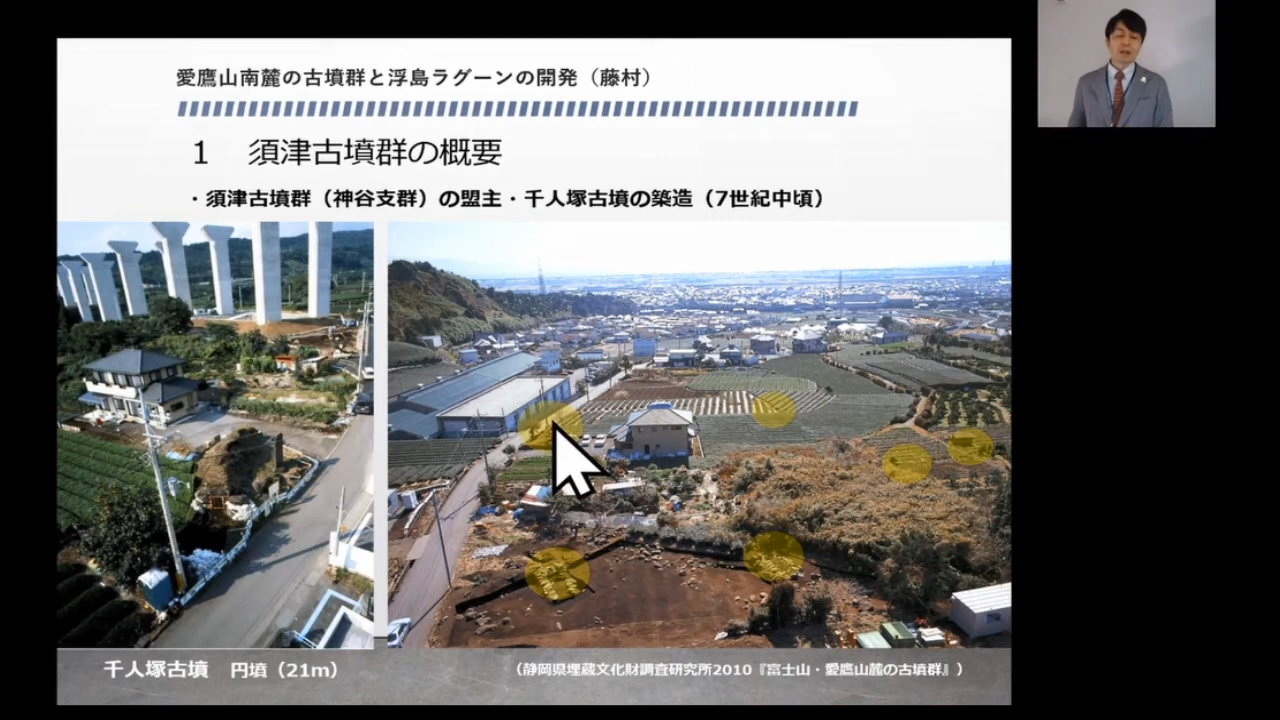 愛鷹山南麓の古墳群と浮島ラグーンの開発（藤村）
1 須津古墳群の概要
・須津古墳群（神谷支群）の盟主・千人塚古墳の築造（7世紀中頃）
千人塚古墳 円墳（21m）
（静岡県埋蔵文化財調査研究所2010『富士山・愛鷹山麓の古墳群』）